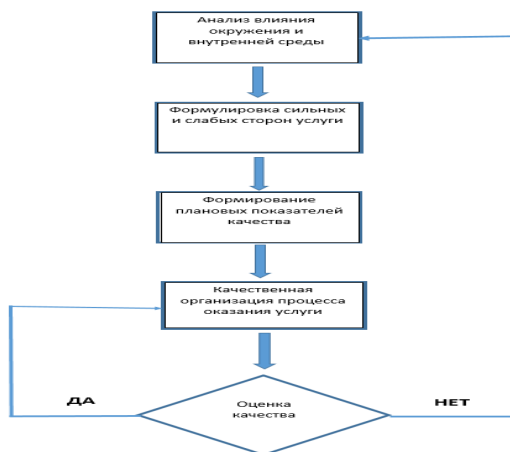 Анализ влияния
окружения и
внутренней среды
Формулировка сильных
и слабых сторон услуги
Формирование
плановых показателей
качества
Качественная
организация процесса
оказания услуги
ДА
Оценка
качества
НЕТ